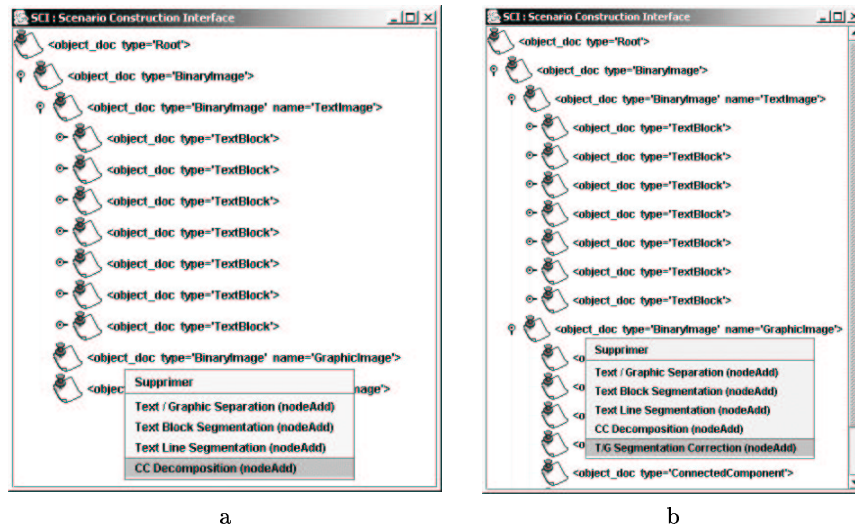 SCI : Scenario Construction Interface
<object_doc type='Root'>
<object_doc type='BinaryImage'>
<object_doc type='BinaryImage' name='TextImage'>
<object_doc type='TextBlock'>
<object_doc type='TextBlock'>
<object_doc type='TextBlock'>
<object_doc type='TextBlock'>
<object_doc type='TextBlock'>
<object_doc type='TextBlock'>
<object_doc type='TextBlock'>
<object_doc type='BinaryImage' name='GraphicImage'>
<objec
mage'>
Supprimer
Text / Graphic Separation (nodeAdd)
Text Block Segmentation (nodeAdd)
Text Line Segmentation (nodeAdd)
CC Decomposition (nodeAdd)
a
SCI : Scenario Construction Interface
<object_doc type='Root'>
<object_doc type='BinaryImage'>
<object_doc type='BinaryImage' name='TextImage'>
<object_doc type='TextBlock'>
<object_doc type='TextBlock'>
<object_doc type='TextBlock'>
<object_doc type='TextBlock'>
<object_doc type='TextBlock'>
<object_doc type='TextBlock'>
<object_doc type='TextBlock'>
<object_doc type='BinaryImage' name='GraphicImage'>
<o
Supprimer
<o
Text / Graphic Separation (nodeAdd)
Text Block Segmentation (nodeAdd)
<o
Text Line Segmentation (nodeAdd)
CC Decomposition (nodeAdd)
<o
T/G Segmentation Correction (nodeAdd)
<object_doc type='ConnectedComponent'>
b